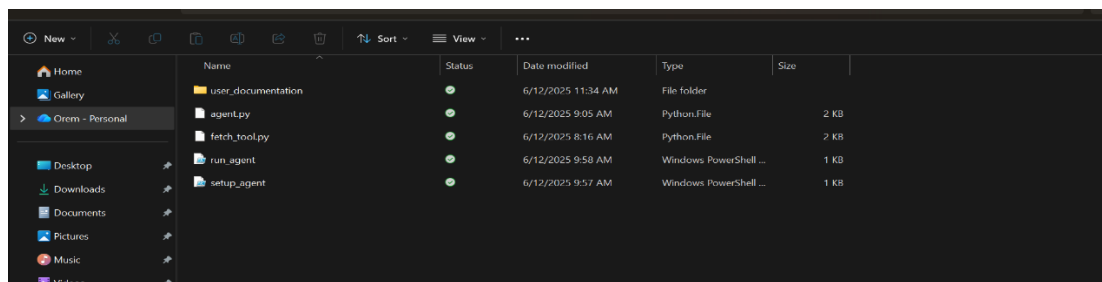 New Sort View ...
Name Status Date modified Type Size
Home
Gallery
Orem - Personal
Desktop
Downloads
Documents
Pictures
Music
user_documentation 6/12/2025 11:34 AM File folder
agent.py 6/12/2025 9:05 AM Python.File 2 KB
fetch_tool.py 6/12/2025 8:16 AM Python.File 2 KB
run_agent 6/12/2025 9:58 AM Windows PowerShell ... 1 KB
setup_agent 6/12/2025 9:57 AM Windows PowerShell ... 1 KB